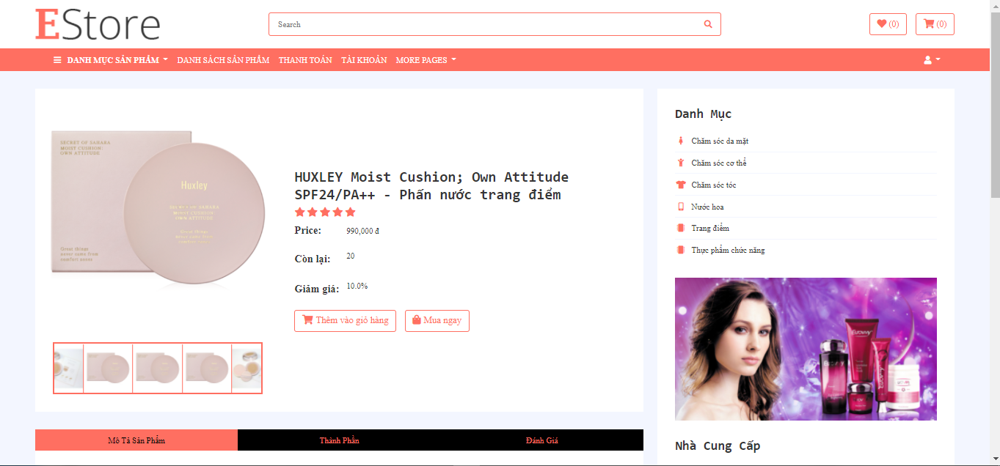 EStore
Search
(0)
(0)
DANH MỤC SẢN PHẨM
DANH SÁCH SẢN PHẨM
THANH TOÁN
TÀI KHOẢN
MORE PAGES
SECRET OF SAHARA
MOIST CUSHION;
OWN ATTITUDE
Great things
never came from
comfort zones
Huxley
SECRET OF SAHARA
MOIST CUSHION;
OWN ATTITUDE
Great things
never came from
HUXLEY Moist Cushion; Own Attitude
SPF24/PA++ - Phấn nước trang điểm
Price: 990,000 đ
Còn lại: 20
Giảm giá: 10.0%
Thêm vào giỏ hàng
Mua ngay
Mô Tả Sản Phẩm
Thành Phần
Đánh Giá
Danh Mục
Chăm sóc da mặt
Chăm sóc cơ thể
Chăm sóc tóc
Nước hoa
Trang điểm
Thực phẩm chức năng
Nhà Cung Cấp